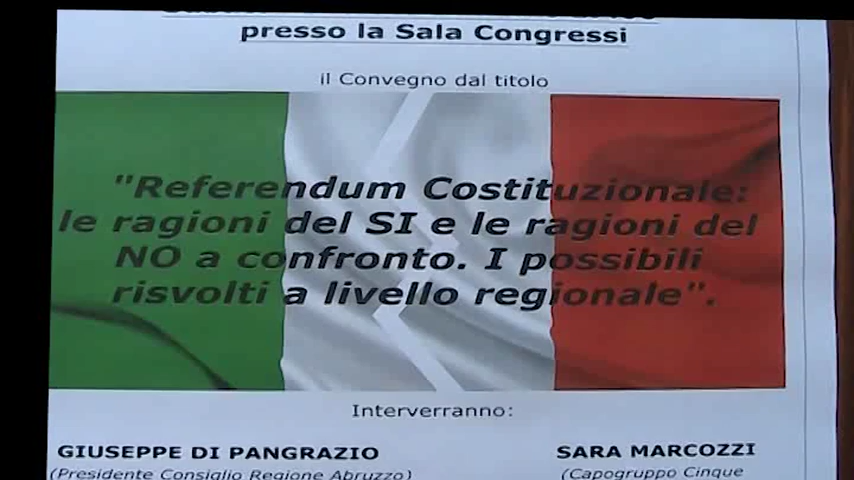 presso la Sala Congressi
il Convegno dal titolo
"Referendum Costituzionale:
le ragioni del SI e le ragioni del
NO a confronto. I possibili
risvolti a livello regionale".
Interverranno:
GIUSEPPE DI PANGRAZIO SARA MARCOZZI
(Presidente Consiglio Regione Abruzzo) (Capogruppo Cinque